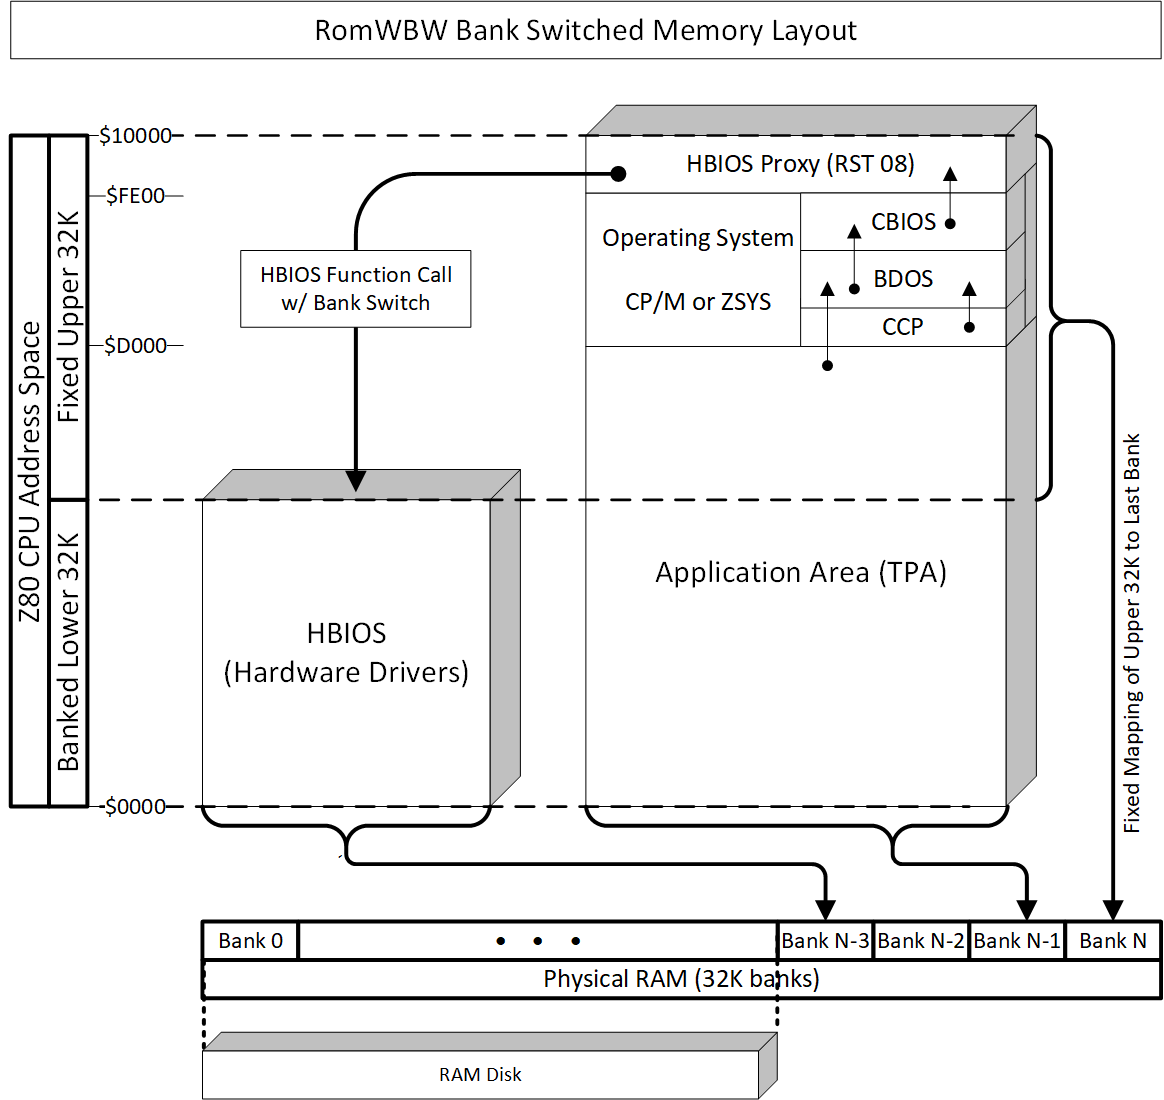 RomWBW Bank Switched Memory Layout
$10000
HBIOS Proxy (RST 08)
$FE00
CBIOS
Operating System
HBIOS Function Call
w/ Bank Switch
BDOS
CP/M or ZSYS
CCP
$D000
Z80 CPU Address Space
Fixed Upper 32K
Banked Lower 32K
Fixed Mapping of Upper 32K to Last Bank
Application Area (TPA)
HBIOS
(Hardware Drivers)
$0000
Bank 0
• • •
Bank N-3
Bank N-2
Bank N-1
Bank N
Physical RAM (32K banks)
RAM Disk